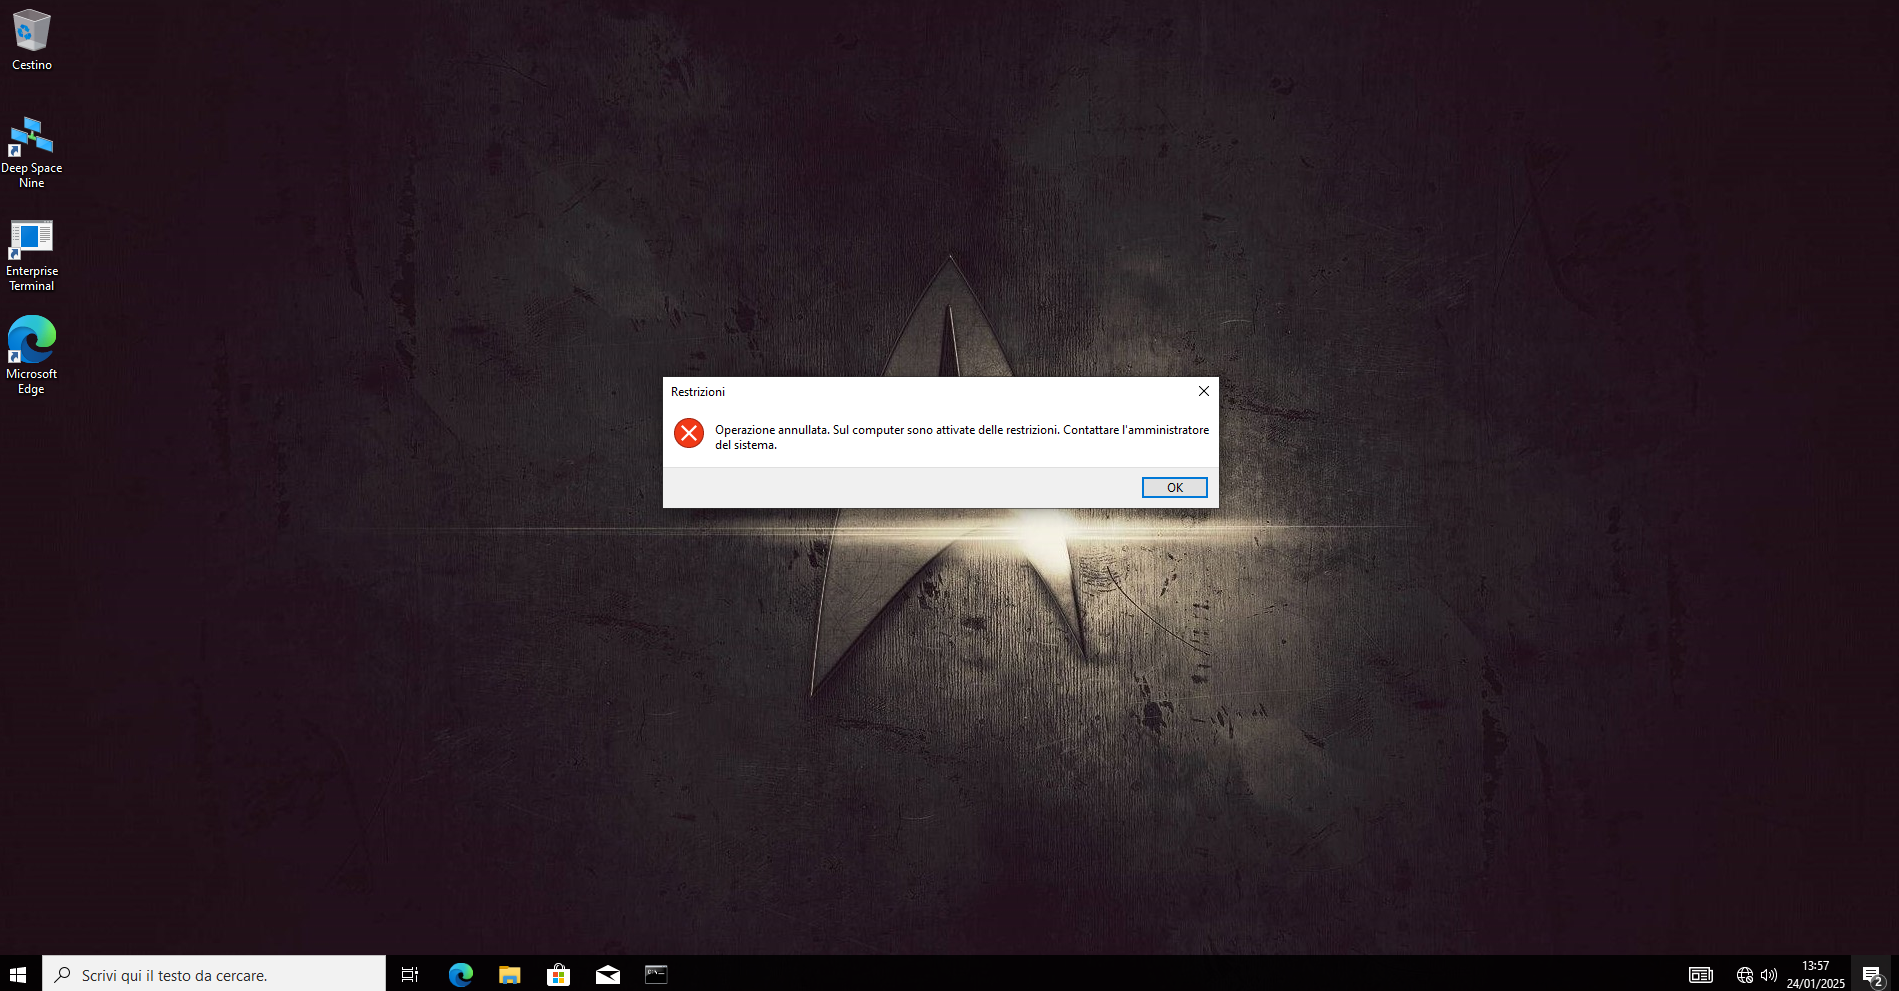 Cestino
Deep Space
Nine
Enterprise
Terminal
Microsoft
Edge
Restrizioni
Operazione annullata. Sul computer sono attivate delle restrizioni. Contattare l'amministratore
del sistema.
OK
Scrivi qui il testo da cercare.
13:57
24/01/2025
2